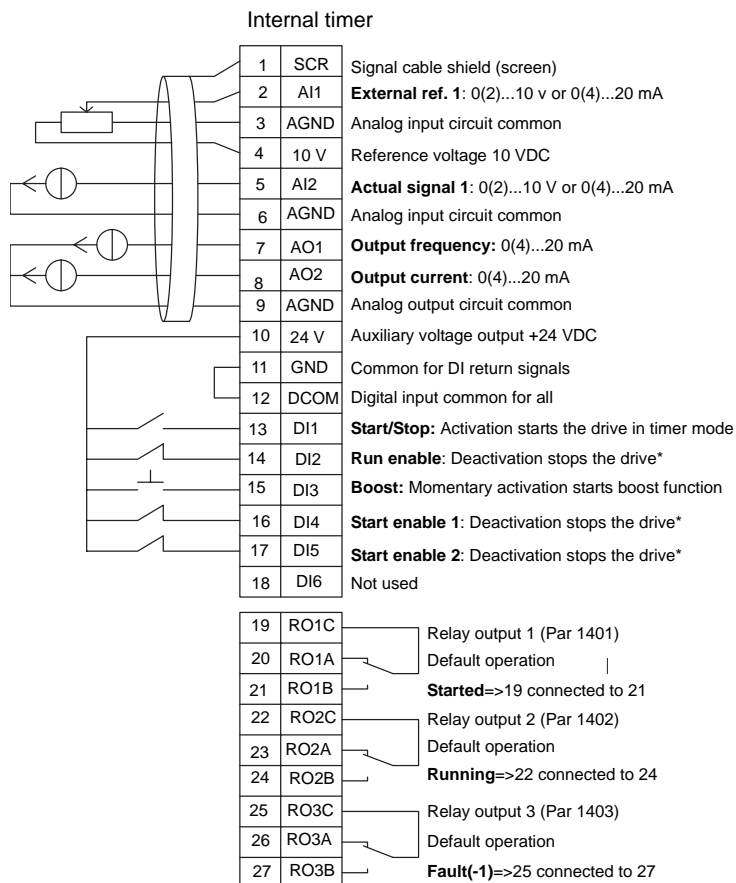 Internal timer
1 SCR Signal cable shield (screen)
2 AI1 External ref. 1: 0(2)...10 v or 0(4)...20 mA
3 AGND Analog input circuit common
4 10 V Reference voltage 10 VDC
5 AI2 Actual signal 1: 0(2)...10 V or 0(4)...20 mA
6 AGND Analog input circuit common
7 AO1 Output frequency: 0(4)...20 mA
8 AO2 Output current: 0(4)...20 mA
9 AGND Analog output circuit common
10 24 V Auxiliary voltage output +24 VDC
11 GND Common for DI return signals
12 DCOM Digital input common for all
13 DI1 Start/Stop: Activation starts the drive in timer mode
14 DI2 Run enable: Deactivation stops the drive*
15 DI3 Boost: Momentary activation starts boost function
16 DI4 Start enable 1: Deactivation stops the drive*
17 DI5 Start enable 2: Deactivation stops the drive*
18 DI6 Not used
19 RO1C Relay output 1 (Par 1401)
20 RO1A Default operation
21 RO1B Started=>19 connected to 21
22 RO2C Relay output 2 (Par 1402)
23 RO2A Default operation
24 RO2B Running=>22 connected to 24
25 RO3C Relay output 3 (Par 1403)
26 RO3A Default operation
27 RO3B Fault(-1)=>25 connected to 27